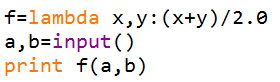 f=lambda x,y:(x+y)/2.0
a,b=input()
print f(a,b)